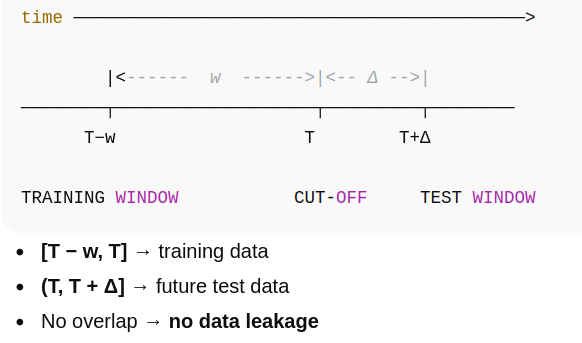 time ────────────────────────────────────────────>
|<------  w  ------>|<-- Δ -->|
────────┬───────────────────┬─────────┬────────
T−w T T+Δ
TRAINING WINDOW CUT-OFF TEST WINDOW
• [T − w, T] → training data
• (T, T + Δ] → future test data
• No overlap → no data leakage